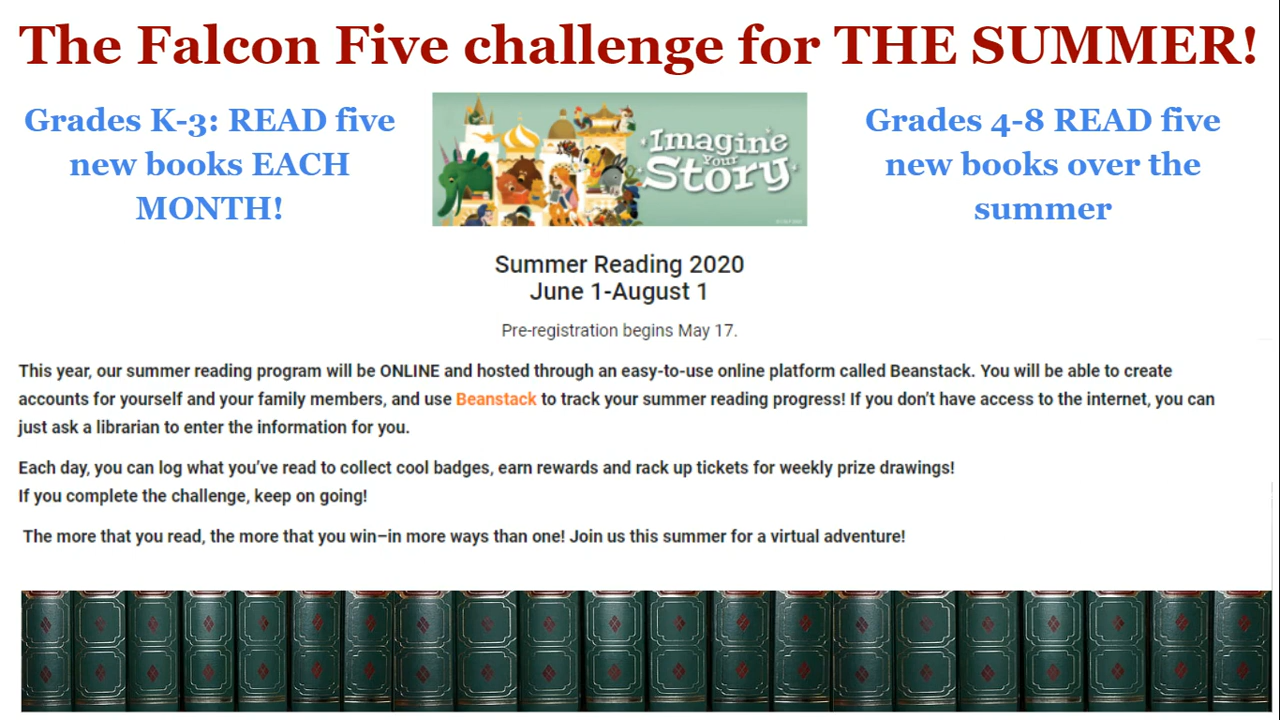 The Falcon Five challenge for THE SUMMER!
Grades K-3: READ five
new books EACH
MONTH!
Imagine
Your
Story
Grades 4-8 READ five
new books over the
summer
Summer Reading 2020
June 1-August 1
Pre-registration begins May 17.
This year, our summer reading program will be ONLINE and hosted through an easy-to-use online platform called Beanstack. You will be able to create
accounts for yourself and your family members, and use Beanstack to track your summer reading progress! If you don’t have access to the internet, you can
just ask a librarian to enter the information for you.
Each day, you can log what you’ve read to collect cool badges, earn rewards and rack up tickets for weekly prize drawings!
If you complete the challenge, keep on going!
The more that you read, the more that you win–in more ways than one! Join us this summer for a virtual adventure!